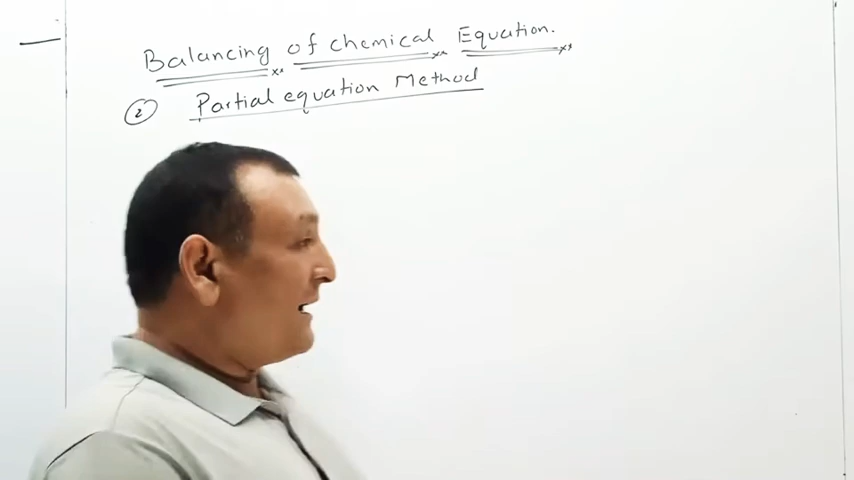 Balancing of chemical Equation.
② Partial equation Method